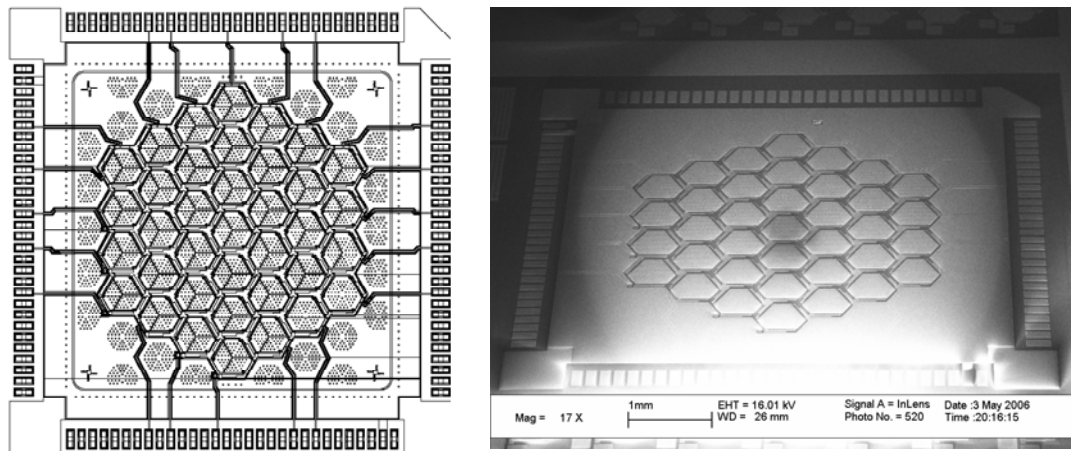 1mm
Mag = 17 X
EHT = 16.01 kV
WD = 26 mm
Signal A = InLens
Photo No. = 520
Date :3 May 2006
Time :20:16:15